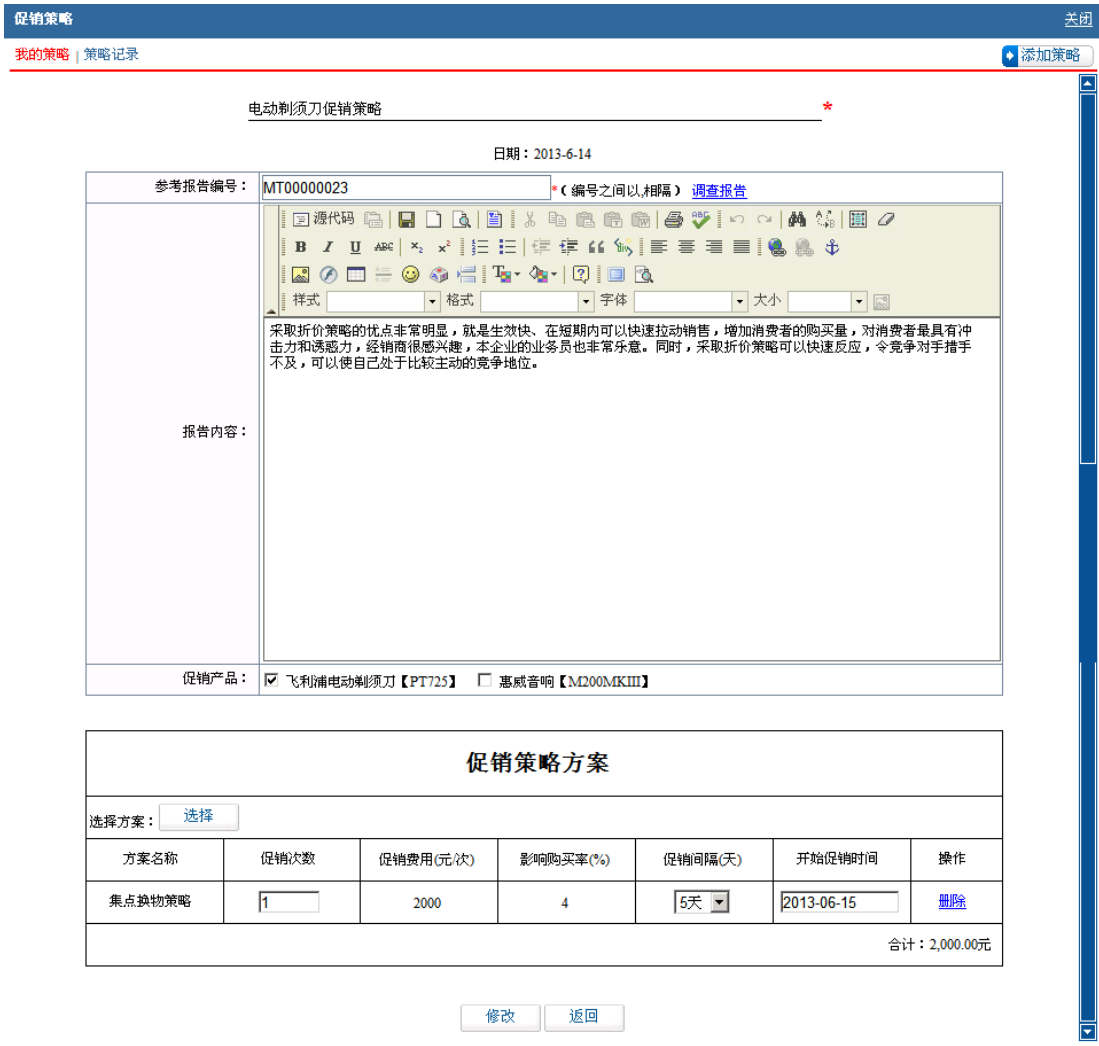 促销策略 关闭
我的策略 | 策略记录 添加策略
电动剃须刀促销策略 *
日期：2013-6-14
参考报告编号： MT00000023 *( 编号之间以,相隔 ) 调查报告
源代码
B I U ABC ×₂ ×²
样式 格式 字体 大小
报告内容：
采取折价策略的优点非常明显，就是生效快、在短期内可以快速拉动销售，增加消费者的购买量，对消费者最具有冲
击力和诱惑力，经销商很感兴趣，本企业的业务员也非常乐意。同时，采取折价策略可以快速反应，令竞争对手措手
不及，可以使自己处于比较主动的竞争地位。
促销产品： 飞利浦电动剃须刀【PT725】 惠威音响【M200MKIII】
促销策略方案
选择方案： 选择
方案名称 促销次数 促销费用(元/次) 影响购买率(%) 促销间隔(天) 开始促销时间 操作
集点换物策略 1 2000 4 5天 2013-06-15 删除
合计：2,000.00元
修改 返回